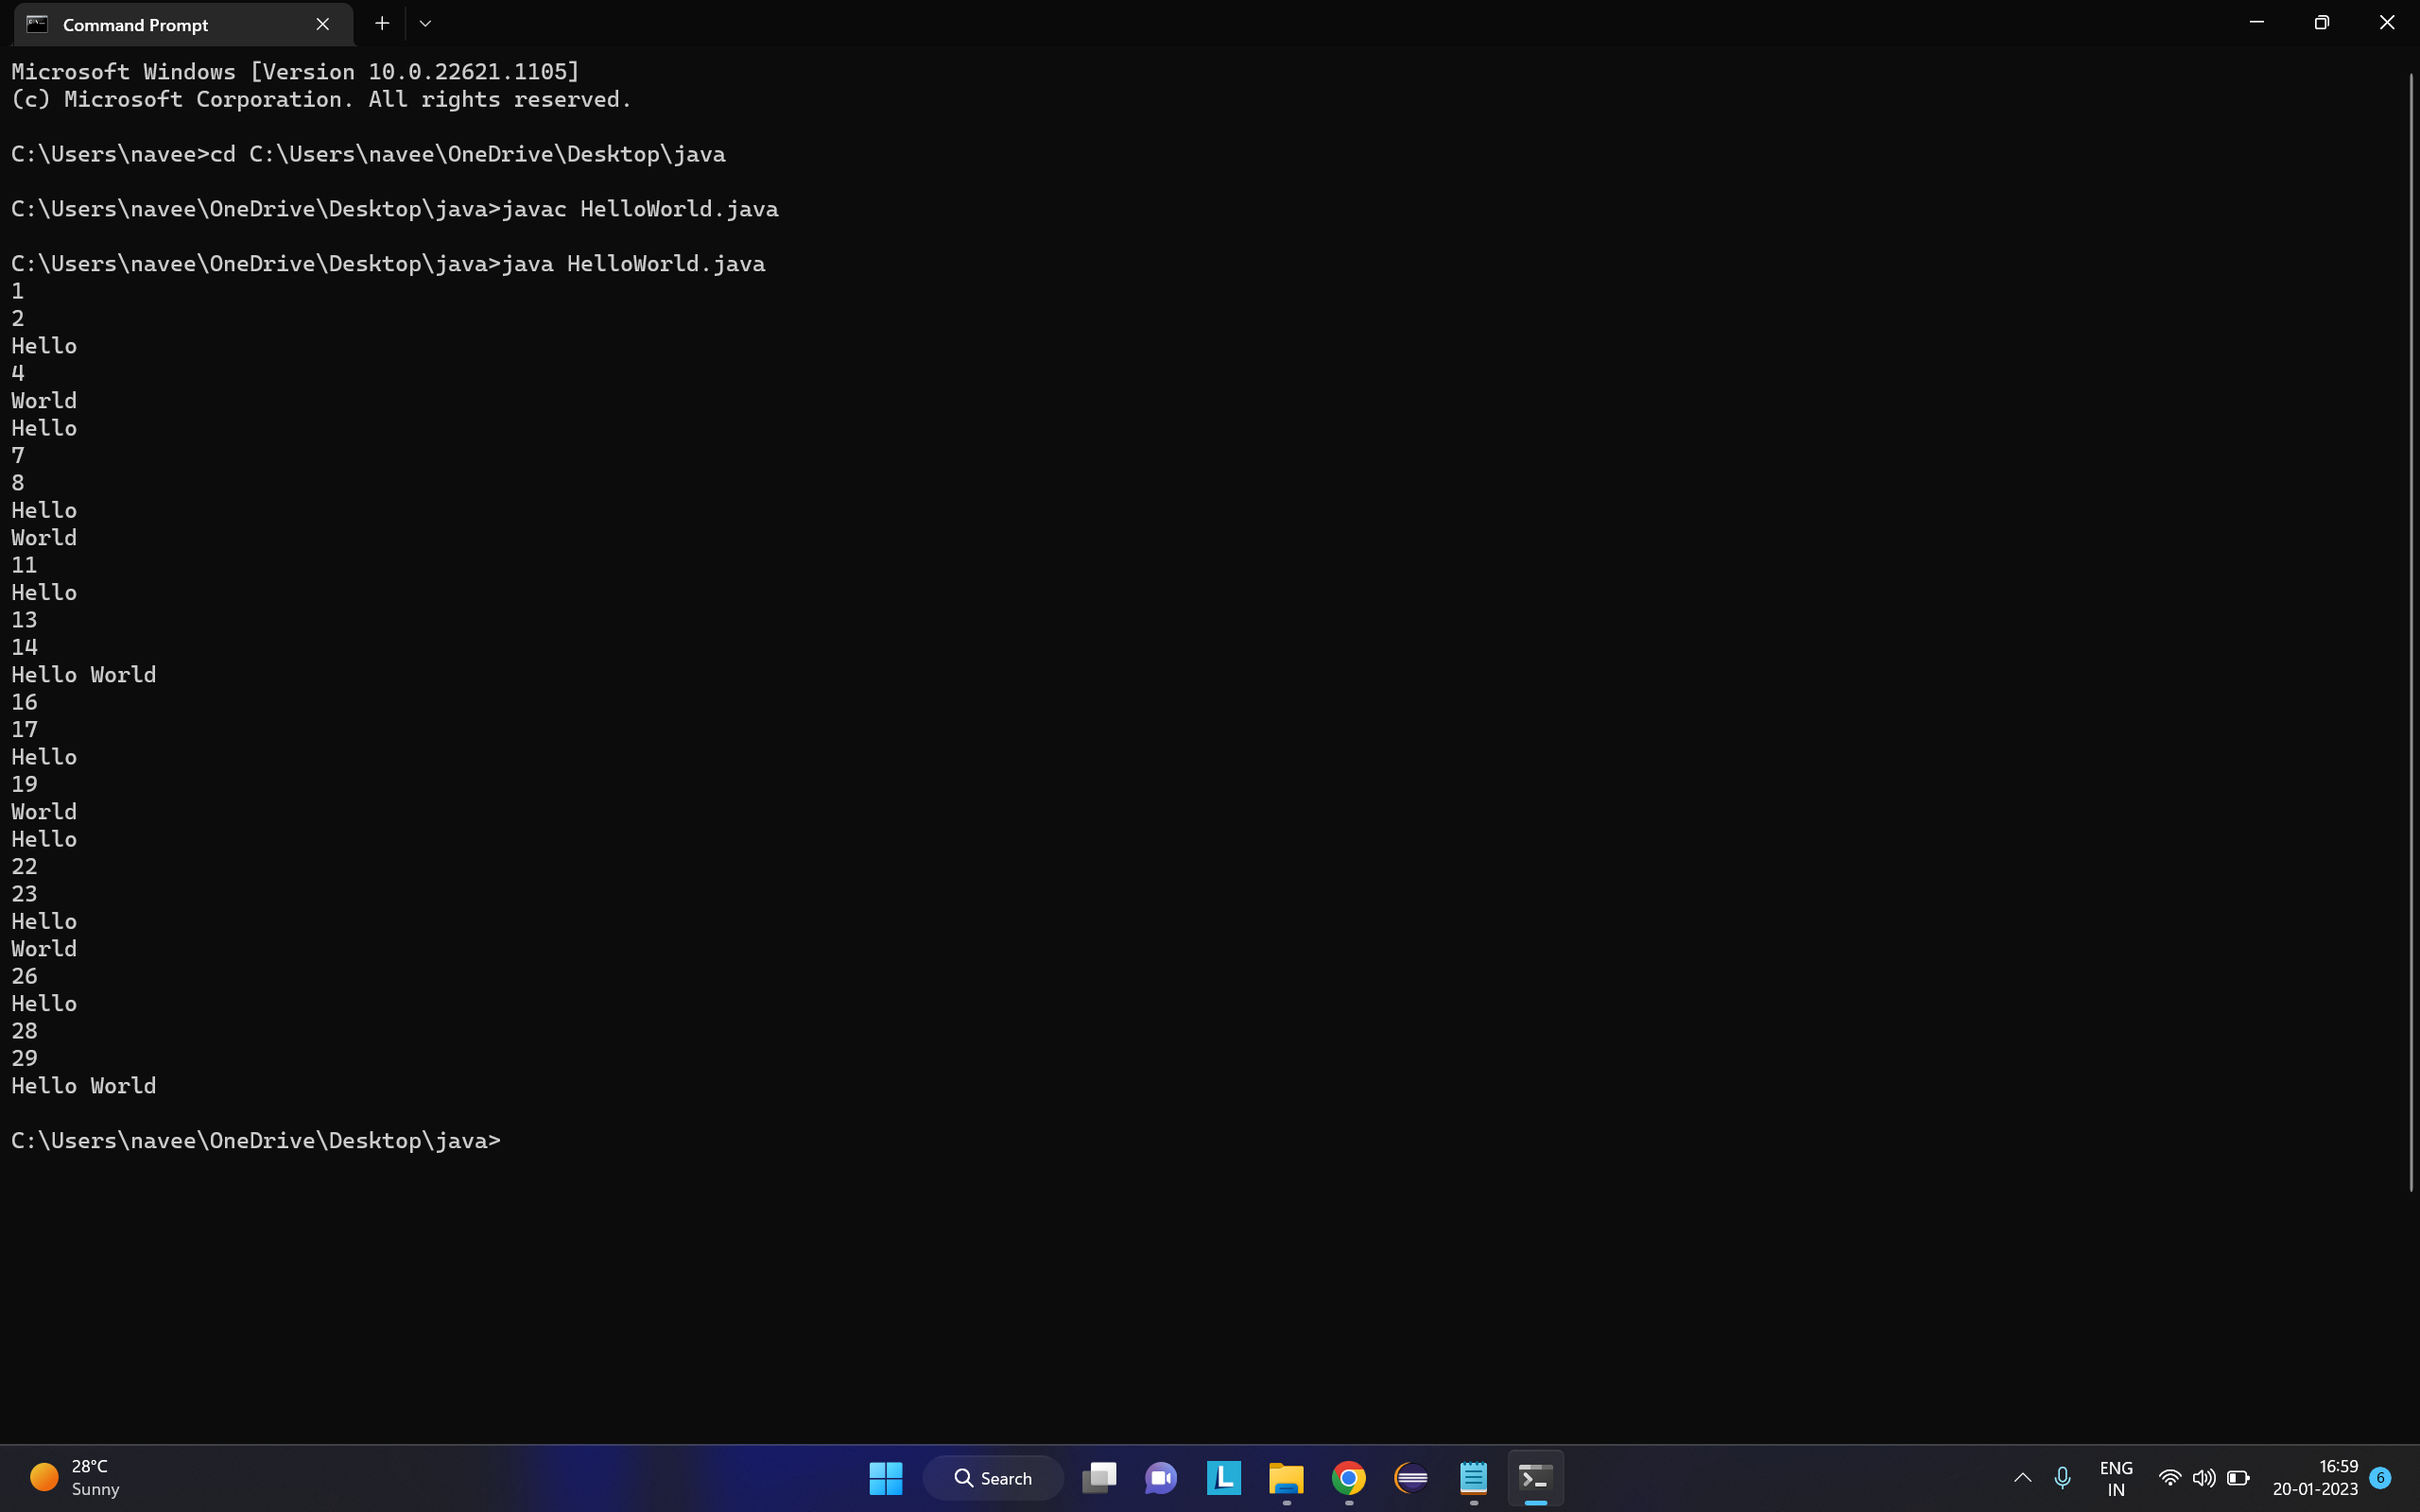 Command Prompt
Microsoft Windows [Version 10.0.22621.1105]
(c) Microsoft Corporation. All rights reserved.
C:\Users\navee>cd C:\Users\navee\OneDrive\Desktop\java
C:\Users\navee\OneDrive\Desktop\java>javac HelloWorld.java
C:\Users\navee\OneDrive\Desktop\java>java HelloWorld.java
1
2
Hello
4
World
Hello
7
8
Hello
World
11
Hello
13
14
Hello World
16
17
Hello
19
World
Hello
22
23
Hello
World
26
Hello
28
29
Hello World
C:\Users\navee\OneDrive\Desktop\java>
28°C
Sunny
Search
L
ENG
IN
16:59
20-01-2023
6